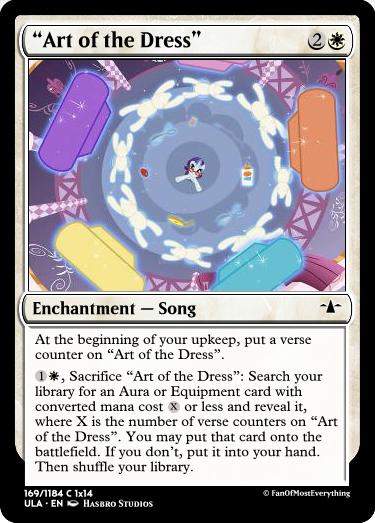 “Art of the Dress” 2
Enchantment — Song
At the beginning of your upkeep, put a verse
counter on “Art of the Dress”.
1, Sacrifice “Art of the Dress”: Search your
library for an Aura or Equipment card with
converted mana cost X or less and reveal it,
where X is the number of verse counters on “Art
of the Dress”. You may put that card onto the
battlefield. If you don’t, put it into your hand.
Then shuffle your library.
169/1184 C 1x14
ULA • EN HASBRO STUDIOS
© FanOfMostEverything